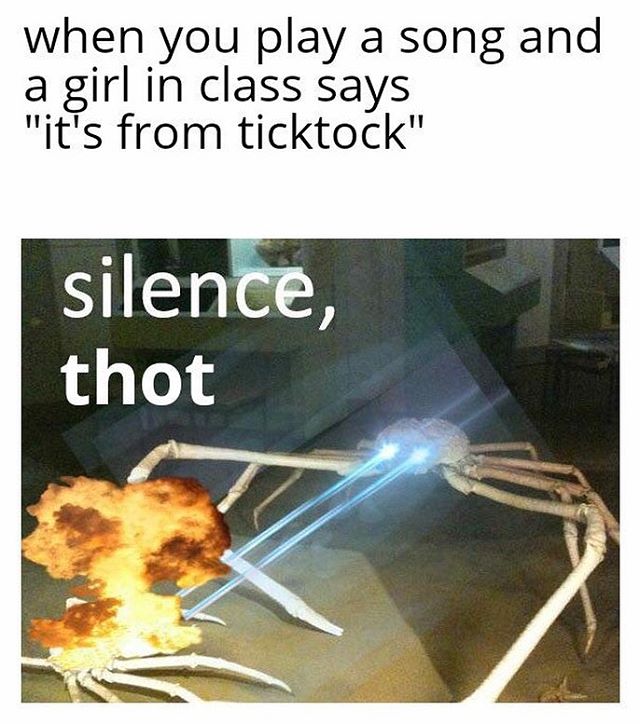 when you play a song and
a girl in class says
"it's from ticktock"
silence,
thot